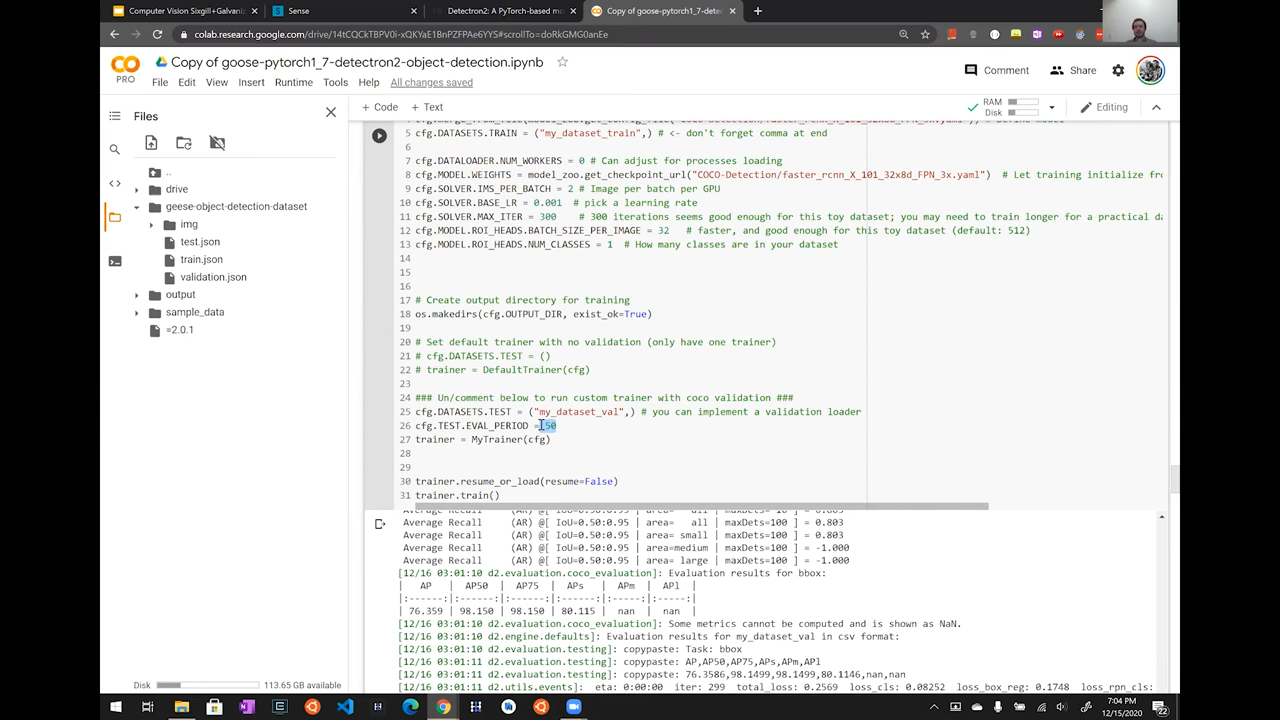 Computer Vision Sixgill+Galvani
Sense
Detectron2: A PyTorch-based mo
Copy of goose-pytorch1_7-detec
colab.research.google.com/drive/14tCQCkTBPV0i-xQKYaE1BnZFPAe6YYS#scrollTo=doRkGMG0anEe
Copy of goose-pytorch1_7-detectron2-object-detection.ipynb
PRO
File Edit View Insert Runtime Tools Help All changes saved
Comment
Share
Files
+ Code + Text
RAM
Disk
Editing
..
drive
geese-object-detection-dataset
img
test.json
train.json
validation.json
output
sample_data
=2.0.1
5 cfg.DATASETS.TRAIN = ("my_dataset_train",) # <- don't forget comma at end
6
7 cfg.DATALOADER.NUM_WORKERS = 0 # Can adjust for processes loading
8 cfg.MODEL.WEIGHTS = model_zoo.get_checkpoint_url("COCO-Detection/faster_rcnn_X_101_32x8d_FPN_3x.yaml")  # Let training initialize fro
9 cfg.SOLVER.IMS_PER_BATCH = 2 # Image per batch per GPU
10 cfg.SOLVER.BASE_LR = 0.001 # pick a learning rate
11 cfg.SOLVER.MAX_ITER = 300   # 300 iterations seems good enough for this toy dataset; you may need to train longer for a practical da
12 cfg.MODEL.ROI_HEADS.BATCH_SIZE_PER_IMAGE = 32   # faster, and good enough for this toy dataset (default: 512)
13 cfg.MODEL.ROI_HEADS.NUM_CLASSES = 1  # How many classes are in your dataset
14
15
16
17 # Create output directory for training
18 os.makedirs(cfg.OUTPUT_DIR, exist_ok=True)
19
20 # Set default trainer with no validation (only have one trainer)
21 # cfg.DATASETS.TEST = ()
22 # trainer = DefaultTrainer(cfg)
23
24 ### Un/comment below to run custom trainer with coco validation ###
25 cfg.DATASETS.TEST = ("my_dataset_val",) # you can implement a validation loader
26 cfg.TEST.EVAL_PERIOD = 50
27 trainer = MyTrainer(cfg)
28
29
30 trainer.resume_or_load(resume=False)
31 trainer.train()
Average Recall     (AR) @[ IoU=0.50:0.95 | area=   all | maxDets= 10 ] = 0.803
Average Recall     (AR) @[ IoU=0.50:0.95 | area=   all | maxDets=100 ] = 0.803
Average Recall     (AR) @[ IoU=0.50:0.95 | area= small | maxDets=100 ] = 0.803
Average Recall     (AR) @[ IoU=0.50:0.95 | area=medium | maxDets=100 ] = -1.000
Average Recall     (AR) @[ IoU=0.50:0.95 | area= large | maxDets=100 ] = -1.000
[12/16 03:01:10 d2.evaluation.coco_evaluation]: Evaluation results for bbox:
|   AP   |  AP50  |  AP75  |  APs   |  APm  |  APl  |
|:------:|:------:|:------:|:------:|:-----:|:-----:|
| 76.359 | 98.150 | 98.150 | 80.115 |  nan  |  nan  |
[12/16 03:01:10 d2.evaluation.coco_evaluation]: Some metrics cannot be computed and is shown as NaN.
[12/16 03:01:10 d2.engine.defaults]: Evaluation results for my_dataset_val in csv format:
[12/16 03:01:10 d2.evaluation.testing]: copypaste: Task: bbox
[12/16 03:01:11 d2.evaluation.testing]: copypaste: AP,AP50,AP75,APs,APm,APl
[12/16 03:01:11 d2.evaluation.testing]: copypaste: 76.3586,98.1499,98.1499,80.1146,nan,nan
[12/16 03:01:11 d2.utils.events]:  eta: 0:00:00  iter: 299  total_loss: 0.2569  loss_cls: 0.08252  loss_box_reg: 0.1748  loss_rpn_cls:
Disk
113.65 GB available
7:04 PM
12/15/2020
22